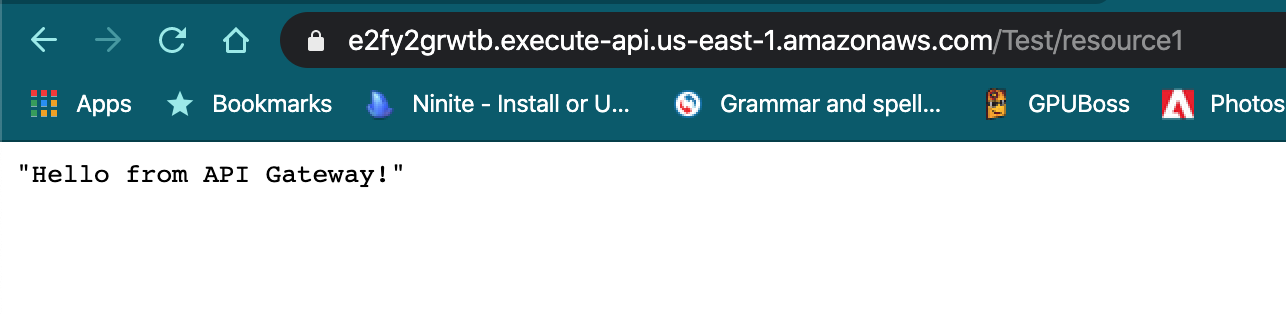 e2fy2grwtb.execute-api.us-east-1.amazonaws.com/Test/resource1
Apps Bookmarks Ninite - Install or U... Grammar and spell... GPUBoss Photos
"Hello from API Gateway!"